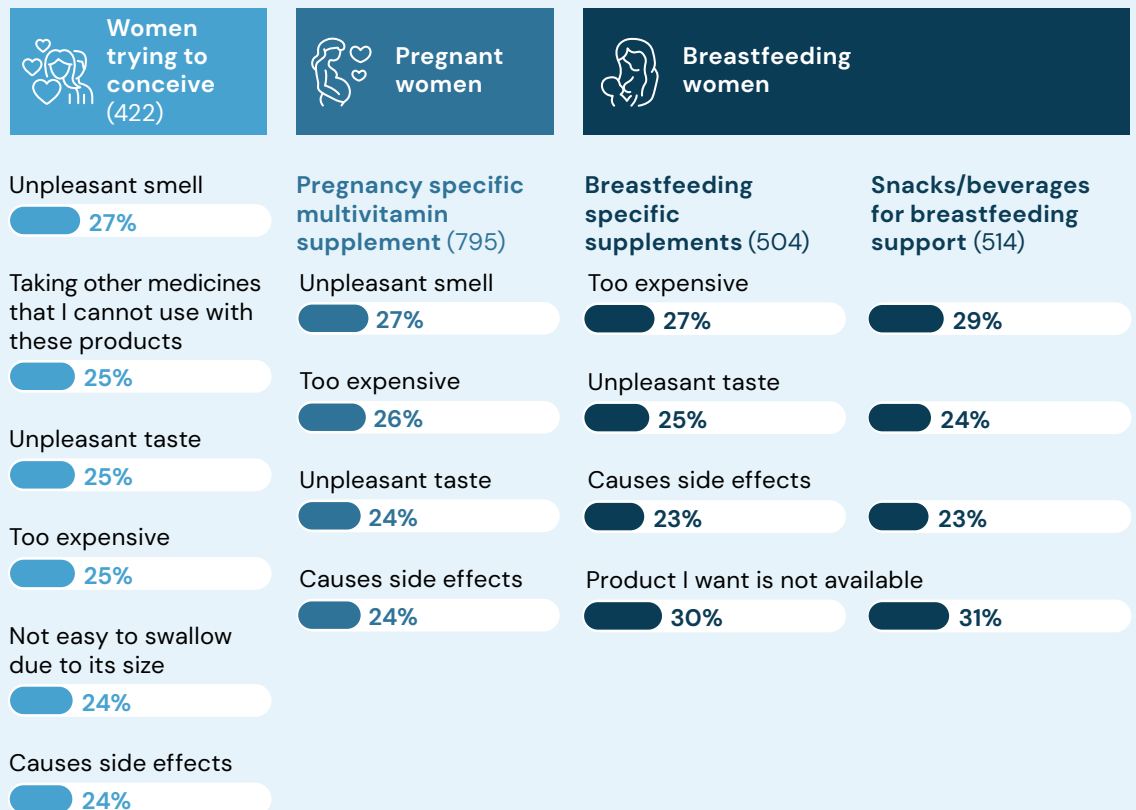 Women
trying to
conceive
(422)
Unpleasant smell
27%
Taking other medicines
that I cannot use with
these products
25%
Unpleasant taste
25%
Too expensive
25%
Not easy to swallow
due to its size
24%
Causes side effects
24%
Pregnant
women
Pregnancy specific
multivitamin
supplement (795)
Unpleasant smell
27%
Too expensive
26%
Unpleasant taste
24%
Causes side effects
24%
Breastfeeding
women
Breastfeeding
specific
supplements (504)
Snacks/beverages
for breastfeeding
support (514)
Too expensive
27%
29%
Unpleasant taste
25%
24%
Causes side effects
23%
23%
Product I want is not available
30%
31%